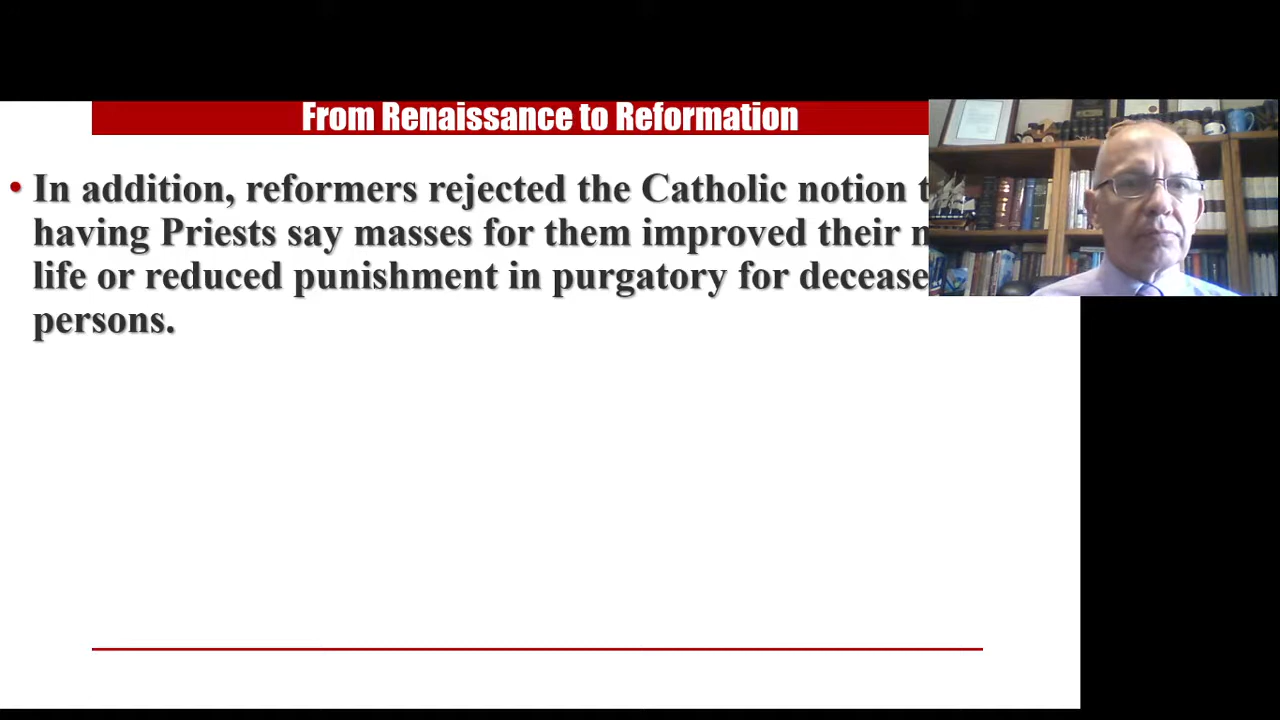 From Renaissance to Reformation
• In addition, reformers rejected the Catholic notion
having Priests say masses for them improved their
life or reduced punishment in purgatory for
persons.